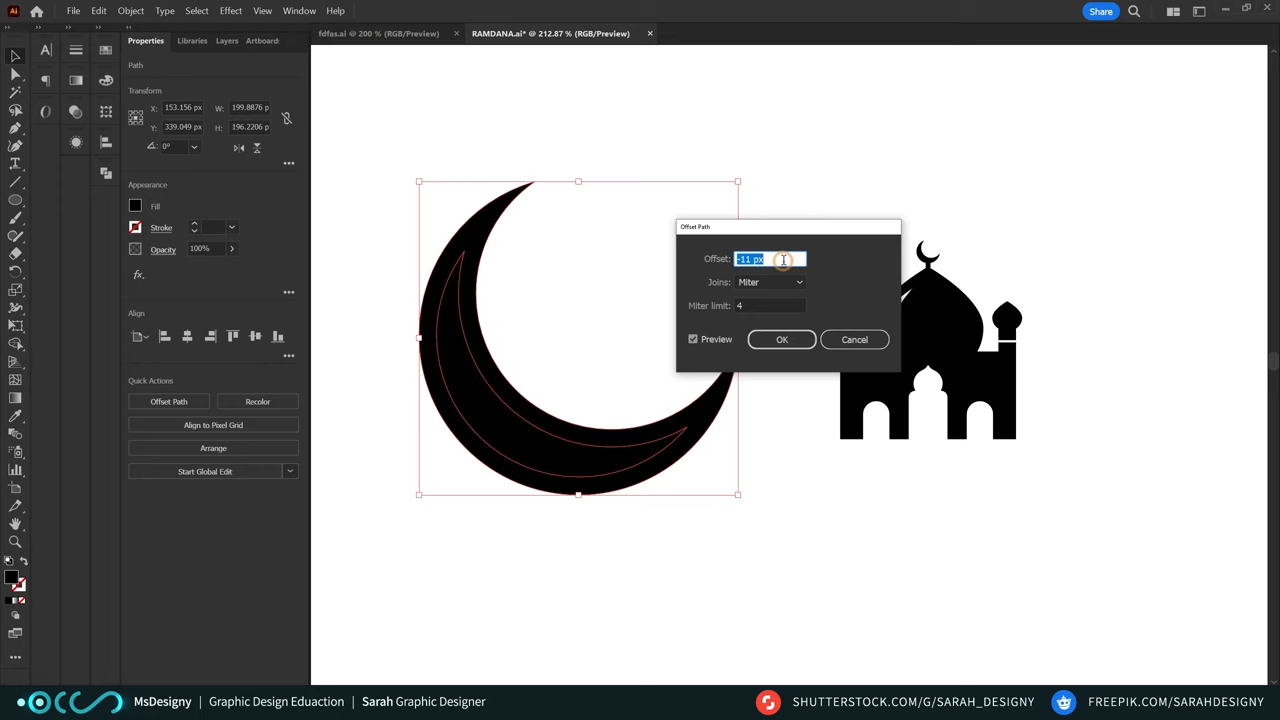 Ai
File Edit Object Type Select Effect View Window Help
Share
Properties Libraries Layers Artboard:
fdfas.ai @ 200 % (RGB/Preview) ×
RAMDANA.ai* @ 212.87 % (RGB/Preview) ×
Path
Transform
X: 153.156 px W: 199.8876 p
Y: 339.049 px H: 196.2206 p
0°
Appearance
Fill
Stroke
Opacity 100%
fx.
Align
Quick Actions
Offset Path Recolor
Align to Pixel Grid
Arrange
Start Global Edit
Offset Path
Offset: -11 px
Joins: Miter
Miter limit: 4
Preview OK Cancel
MsDesigny | Graphic Design Eduaction | Sarah Graphic Designer
SHUTTERSTOCK.COM/G/SARAH_DESIGNY
FREEPIK.COM/SARAHDESIGNY